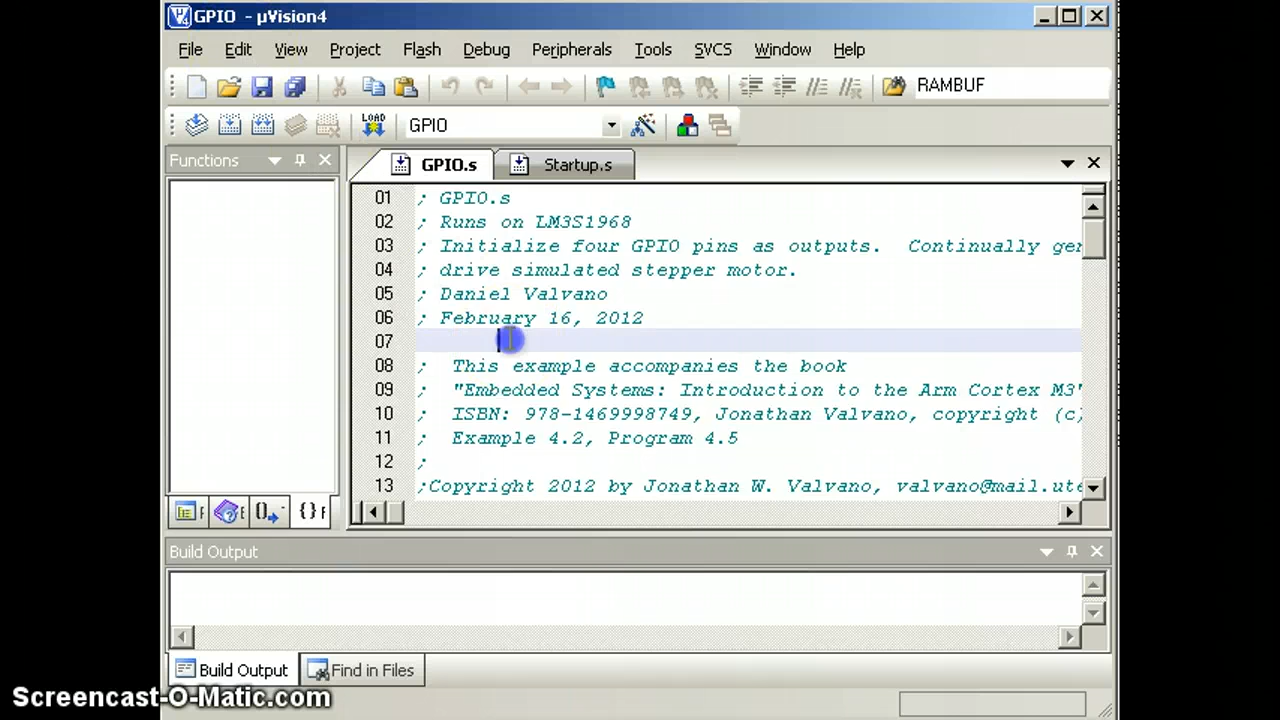 GPIO - µVision4
File Edit View Project Flash Debug Peripherals Tools SVCS Window Help
RAMBUF
LOAD GPIO
Functions
GPIO.s Startup.s
01 ; GPIO.s
02 ; Runs on LM3S1968
03 ; Initialize four GPIO pins as outputs. Continually ger
04 ; drive simulated stepper motor.
05 ; Daniel Valvano
06 ; February 16, 2012
07
08 ; This example accompanies the book
09 ; "Embedded Systems: Introduction to the Arm Cortex M3"
10 ; ISBN: 978-1469998749, Jonathan Valvano, copyright (c)
11 ; Example 4.2, Program 4.5
12 ;
13 ;Copyright 2012 by Jonathan W. Valvano, valvano@mail.ute
Build Output
Build Output Find in Files
Screencast-O-Matic.com